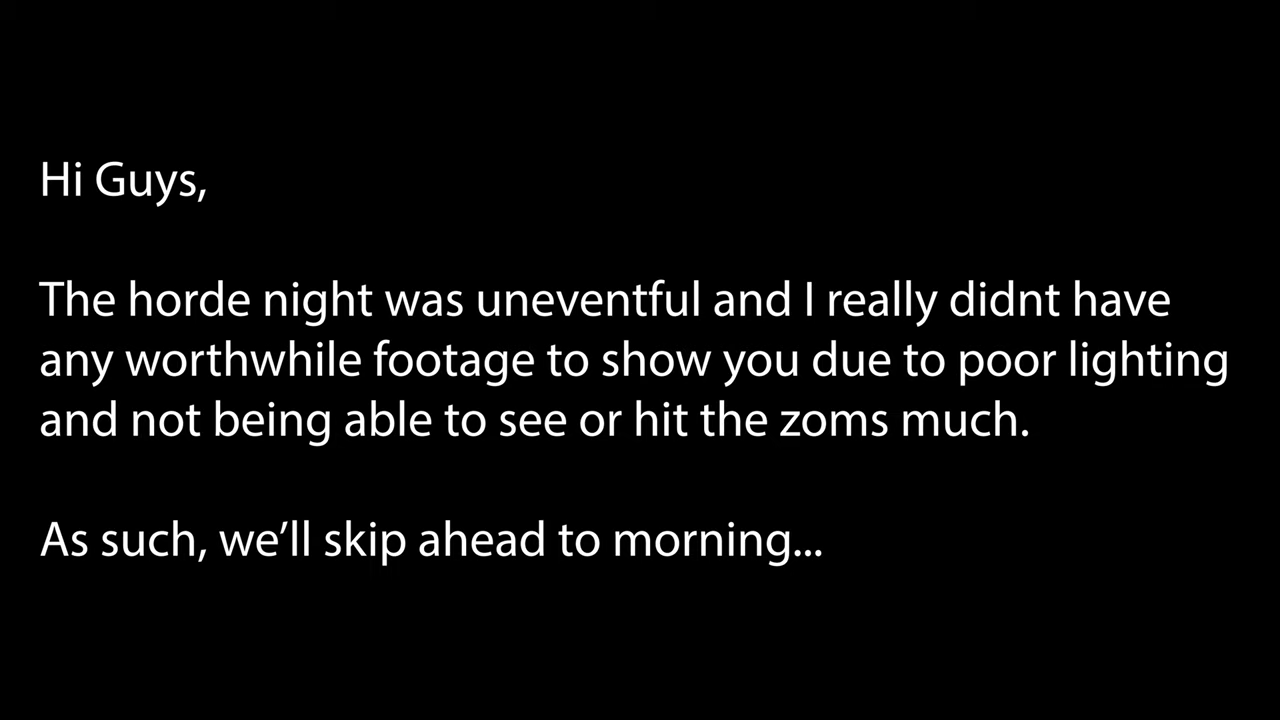 Hi Guys,
The horde night was uneventful and I really didnt have
any worthwhile footage to show you due to poor lighting
and not being able to see or hit the zoms much.
As such, we’ll skip ahead to morning...